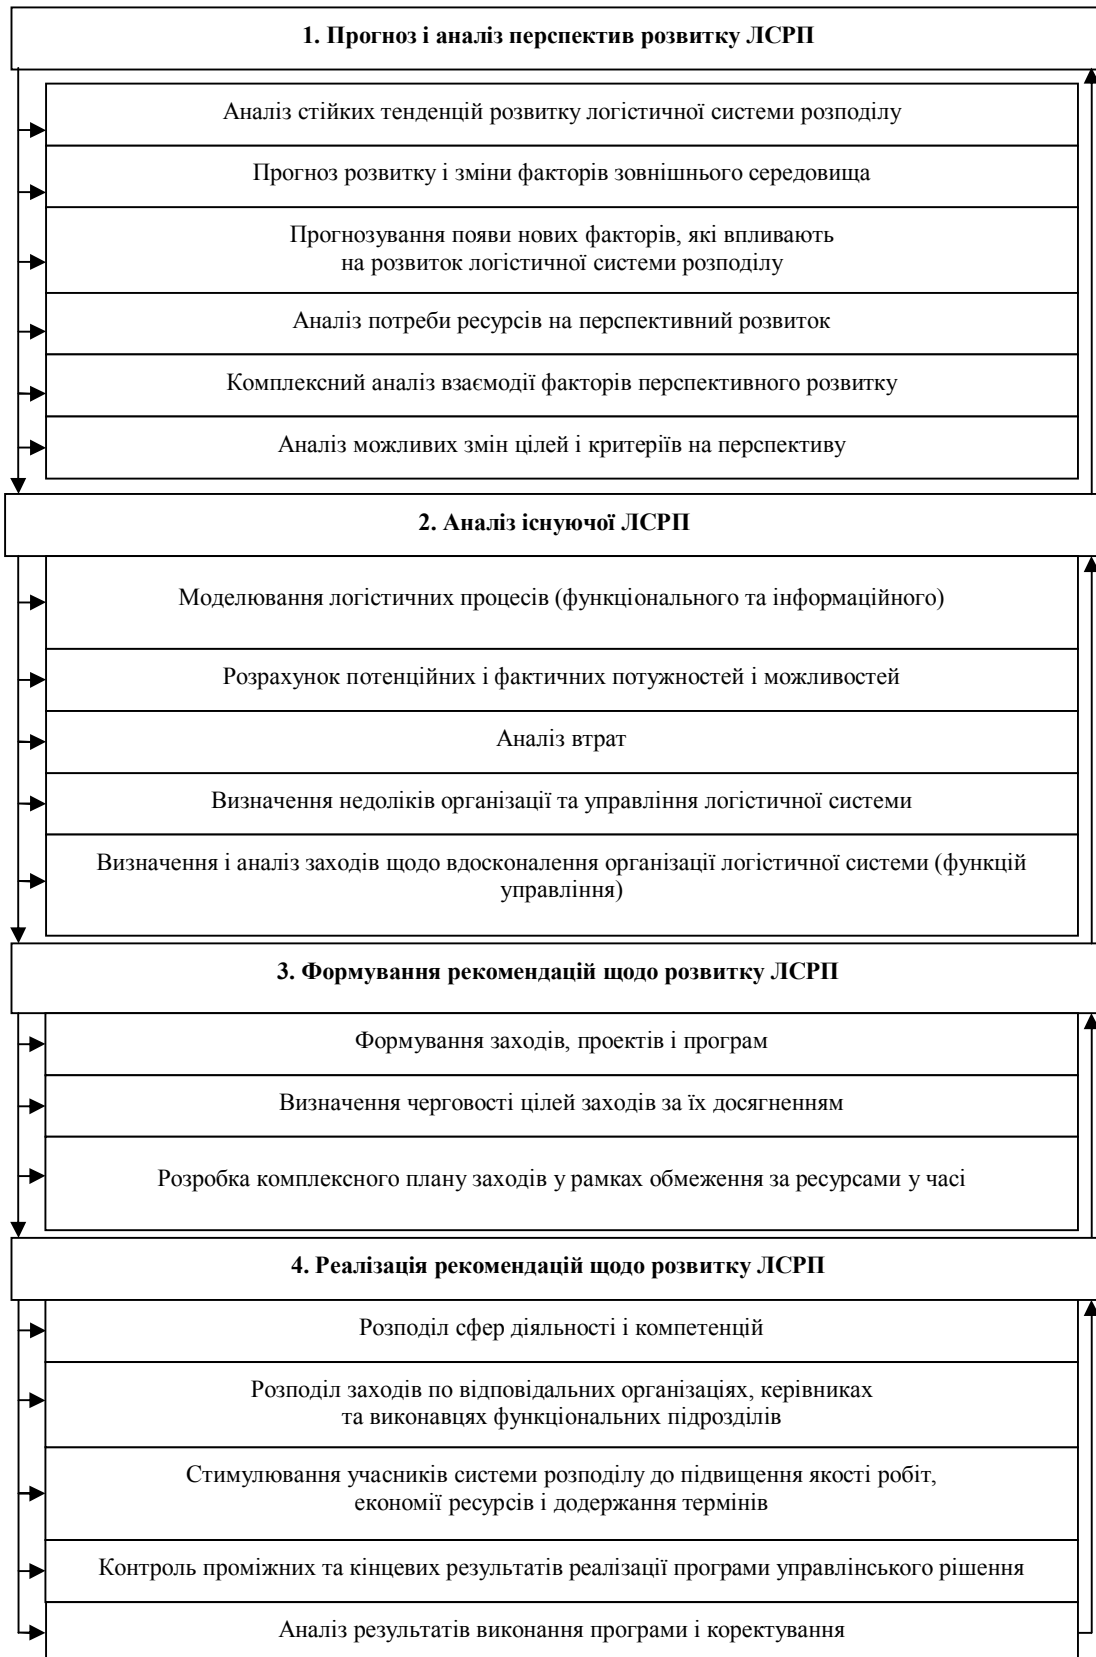 1. Прогноз і аналіз перспектив розвитку ЛСРП
Аналіз стійких тенденцій розвитку логістичної системи розподілу
Прогноз розвитку і зміни факторів зовнішнього середовища
Прогнозування появи нових факторів, які впливають
на розвиток логістичної системи розподілу
Аналіз потреби ресурсів на перспективний розвиток
Комплексний аналіз взаємодії факторів перспективного розвитку
Аналіз можливих змін цілей і критеріїв на перспективу
2. Аналіз існуючої ЛСРП
Моделювання логістичних процесів (функціонального та інформаційного)
Розрахунок потенційних і фактичних потужностей і можливостей
Аналіз втрат
Визначення недоліків організації та управління логістичної системи
Визначення і аналіз заходів щодо вдосконалення організації логістичної системи (функцій
управління)
3. Формування рекомендацій щодо розвитку ЛСРП
Формування заходів, проектів і програм
Визначення черговості цілей заходів за їх досягненням
Розробка комплексного плану заходів у рамках обмеження за ресурсами у часі
4. Реалізація рекомендацій щодо розвитку ЛСРП
Розподіл сфер діяльності і компетенцій
Розподіл заходів по відповідальних організаціях, керівниках
та виконавцях функціональних підрозділів
Стимулювання учасників системи розподілу до підвищення якості робіт,
економії ресурсів і додержання термінів
Контроль проміжних та кінцевих результатів реалізації програми управлінського рішення
Аналіз результатів виконання програми і коректування